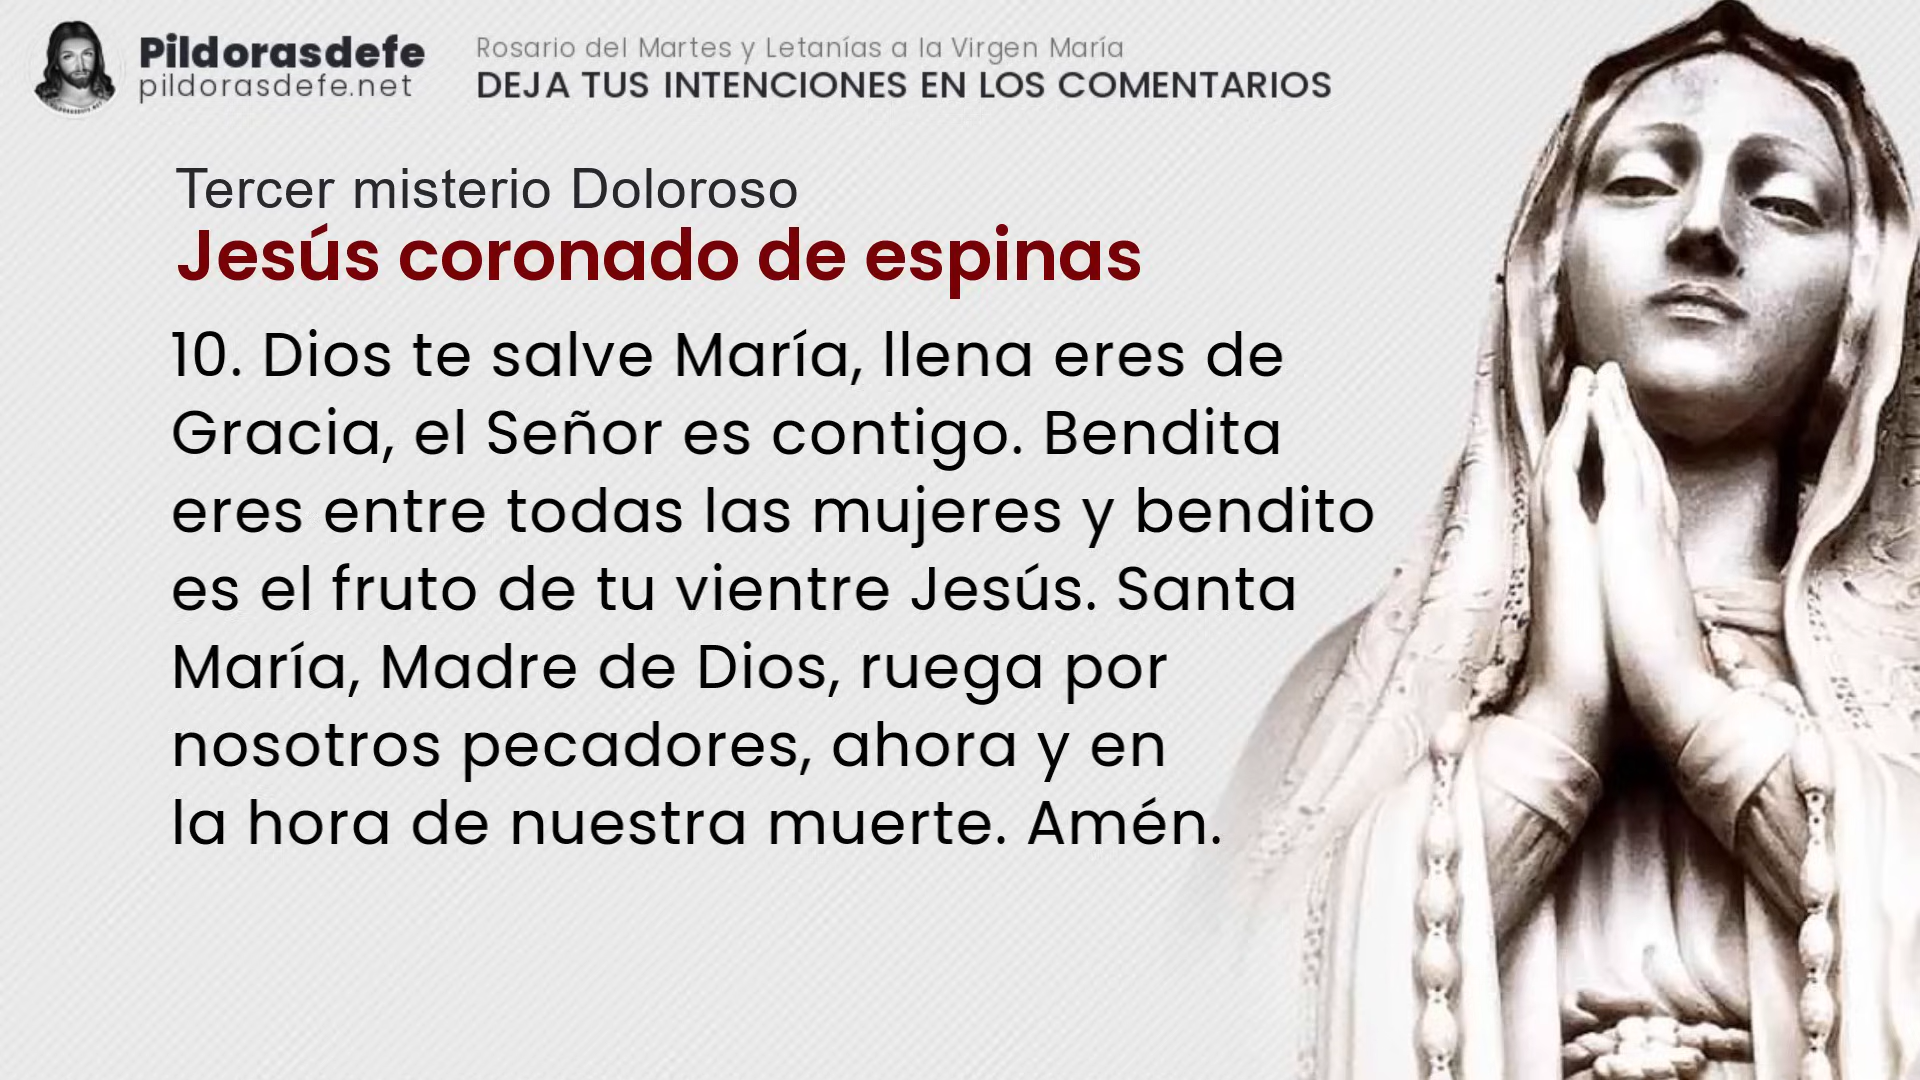 Pildorasdefe
pildorasdefe.net
Rosario del Martes y Letanías a la Virgen María
DEJA TUS INTENCIONES EN LOS COMENTARIOS
Tercer misterio Doloroso
Jesús coronado de espinas
10. Dios te salve María, llena eres de
Gracia, el Señor es contigo. Bendita
eres entre todas las mujeres y bendito
es el fruto de tu vientre Jesús. Santa
María, Madre de Dios, ruega por
nosotros pecadores, ahora y en
la hora de nuestra muerte. Amén.